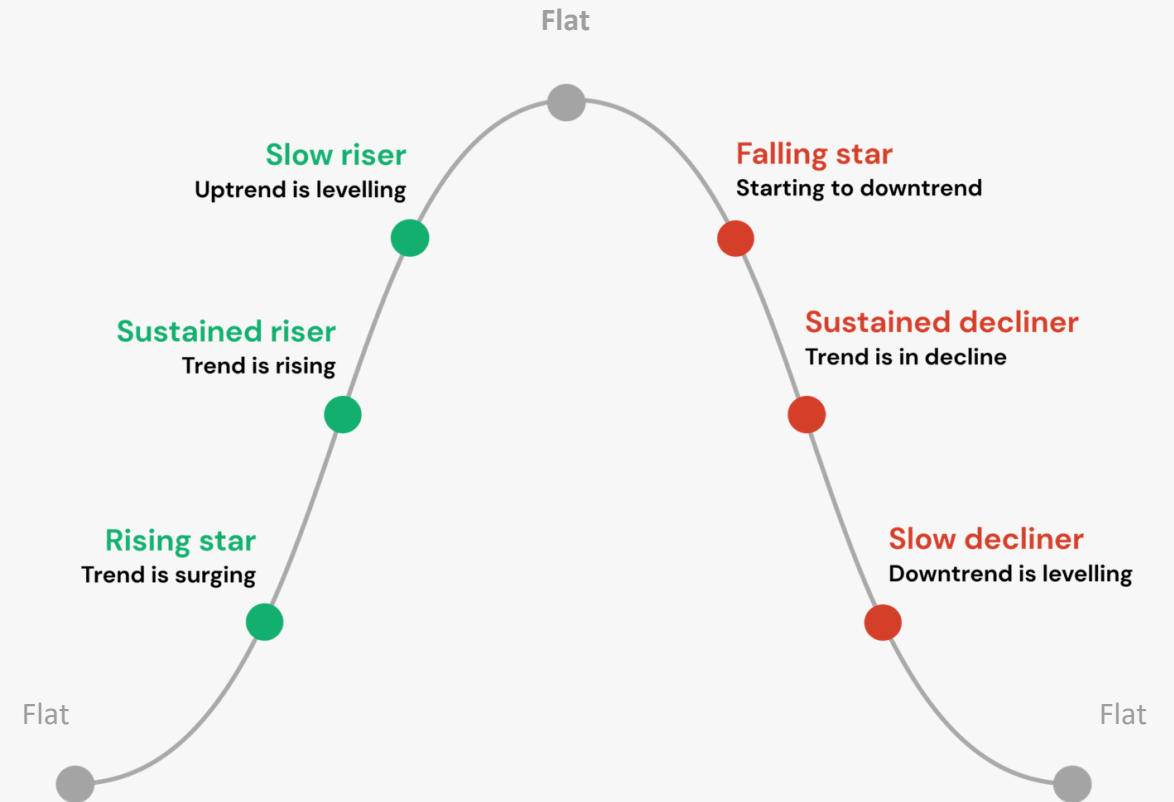 Flat
Slow riser
Uptrend is levelling
Falling star
Starting to downtrend
Sustained riser
Trend is rising
Sustained decliner
Trend is in decline
Rising star
Trend is surging
Slow decliner
Downtrend is levelling
Flat
Flat